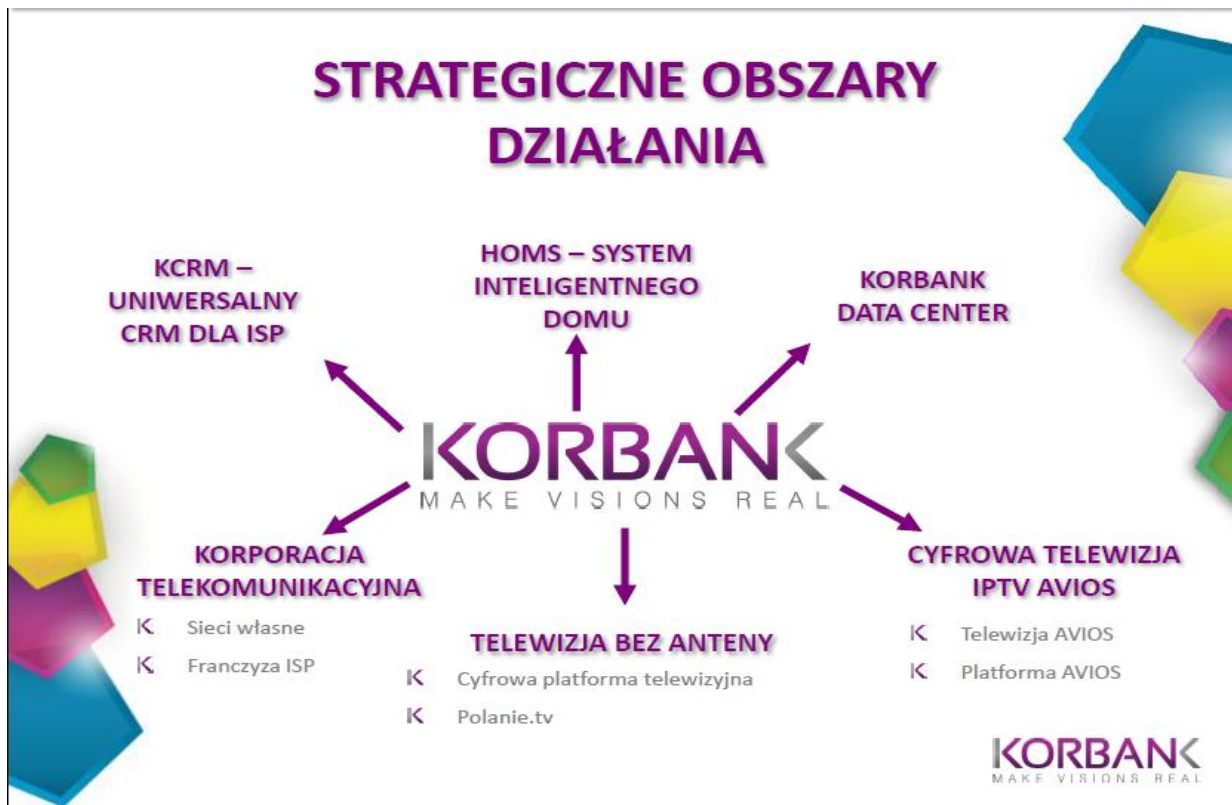 STRATEGICZNE OBSZARY
DZIAŁANIA
KCRM –
UNIWERSALNY
CRM DLA ISP
HOMS – SYSTEM
INTELIGENTNEGO
DOMU
KORBANK
DATA CENTER
KORBANK
MAKE VISIONS REAL
KORPORACJA
TELEKOMUNIKACYJNA
K Sieci własne
K Franczyza ISP
TELEWIZJA BEZ ANTENY
K Cyfrowa platforma telewizyjna
K Polanie.tv
CYFROWA TELEWIZJA
IPTV AVIOS
K Telewizja AVIOS
K Platforma AVIOS
KORBANK
MAKE VISIONS REAL